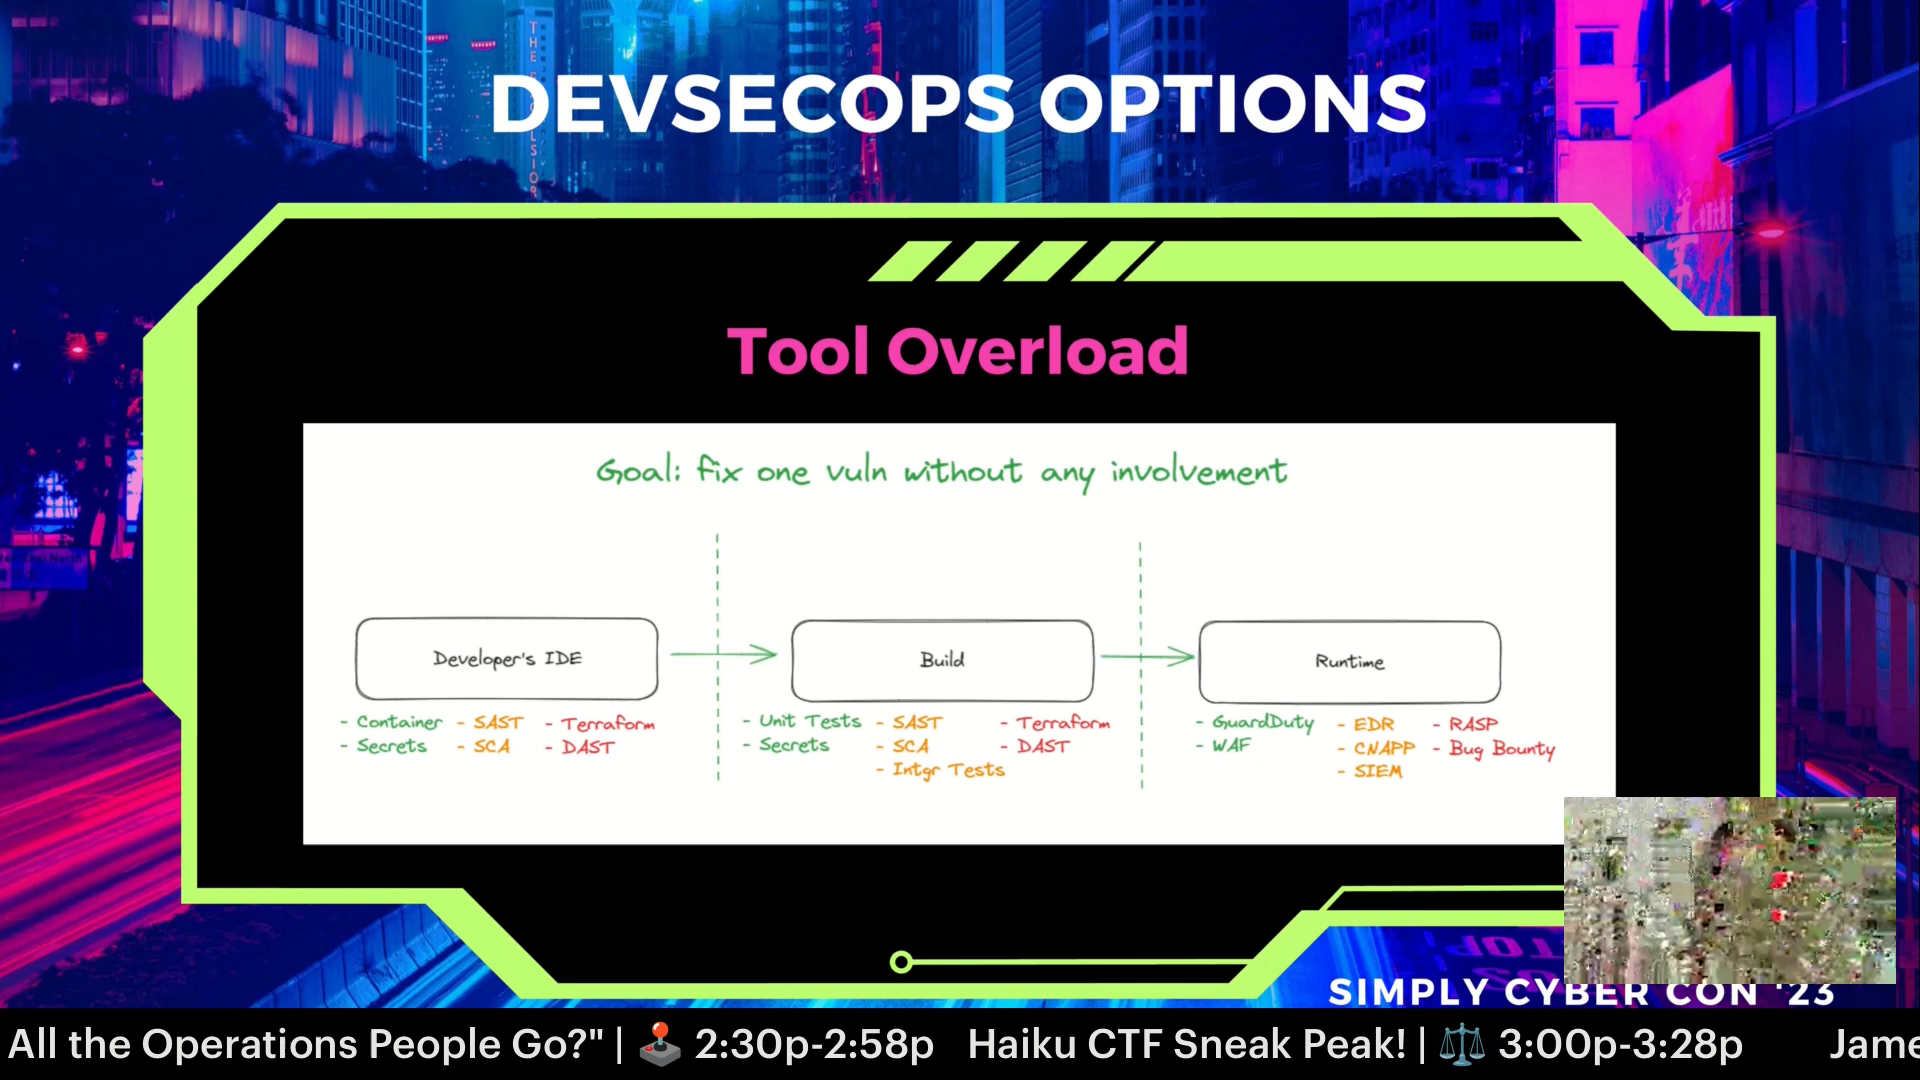 DEVSECOPS OPTIONS
Tool Overload
Goal: fix one vuln without any involvement
Developer's IDE
- Container - SAST - Terraform
- Secrets - SCA - DAST
Build
- Unit Tests - SAST - Terraform
- Secrets - SCA - DAST
- Intgr Tests
Runtime
- GuardDuty - EDR - RASP
- WAF - CNAPP - Bug Bounty
- SIEM
SIMPLY CYBER CON '23
All the Operations People Go?" | 🕹️ 2:30p-2:58p Haiku CTF Sneak Peak! | ⚖️ 3:00p-3:28p Jame